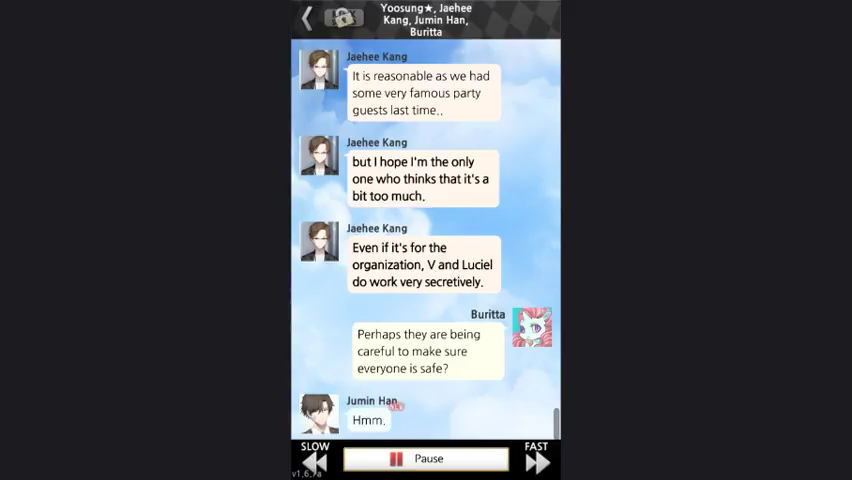 Yoosung★, Jaehee
Kang, Jumin Han,
Buritta
Jaehee Kang
It is reasonable as we had
some very famous party
guests last time..
Jaehee Kang
but I hope I'm the only
one who thinks that it's a
bit too much.
Jaehee Kang
Even if it's for the
organization, V and Luciel
do work very secretively.
Buritta
Perhaps they are being
careful to make sure
everyone is safe?
Jumin Han
Hmm.
SLOW
Pause
FAST